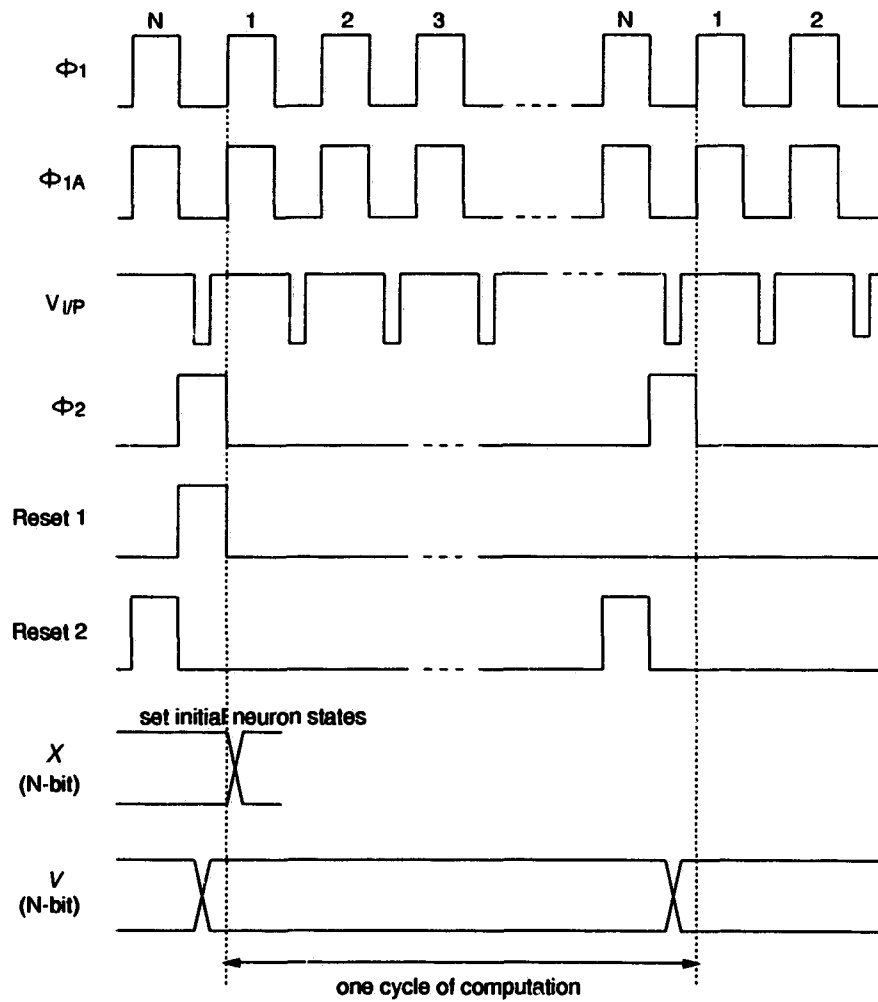 N 1 2 3 N 1 2
Φ1
Φ1A
VI/P
Φ2
Reset 1
Reset 2
set initial neuron states
X
(N-bit)
V
(N-bit)
one cycle of computation